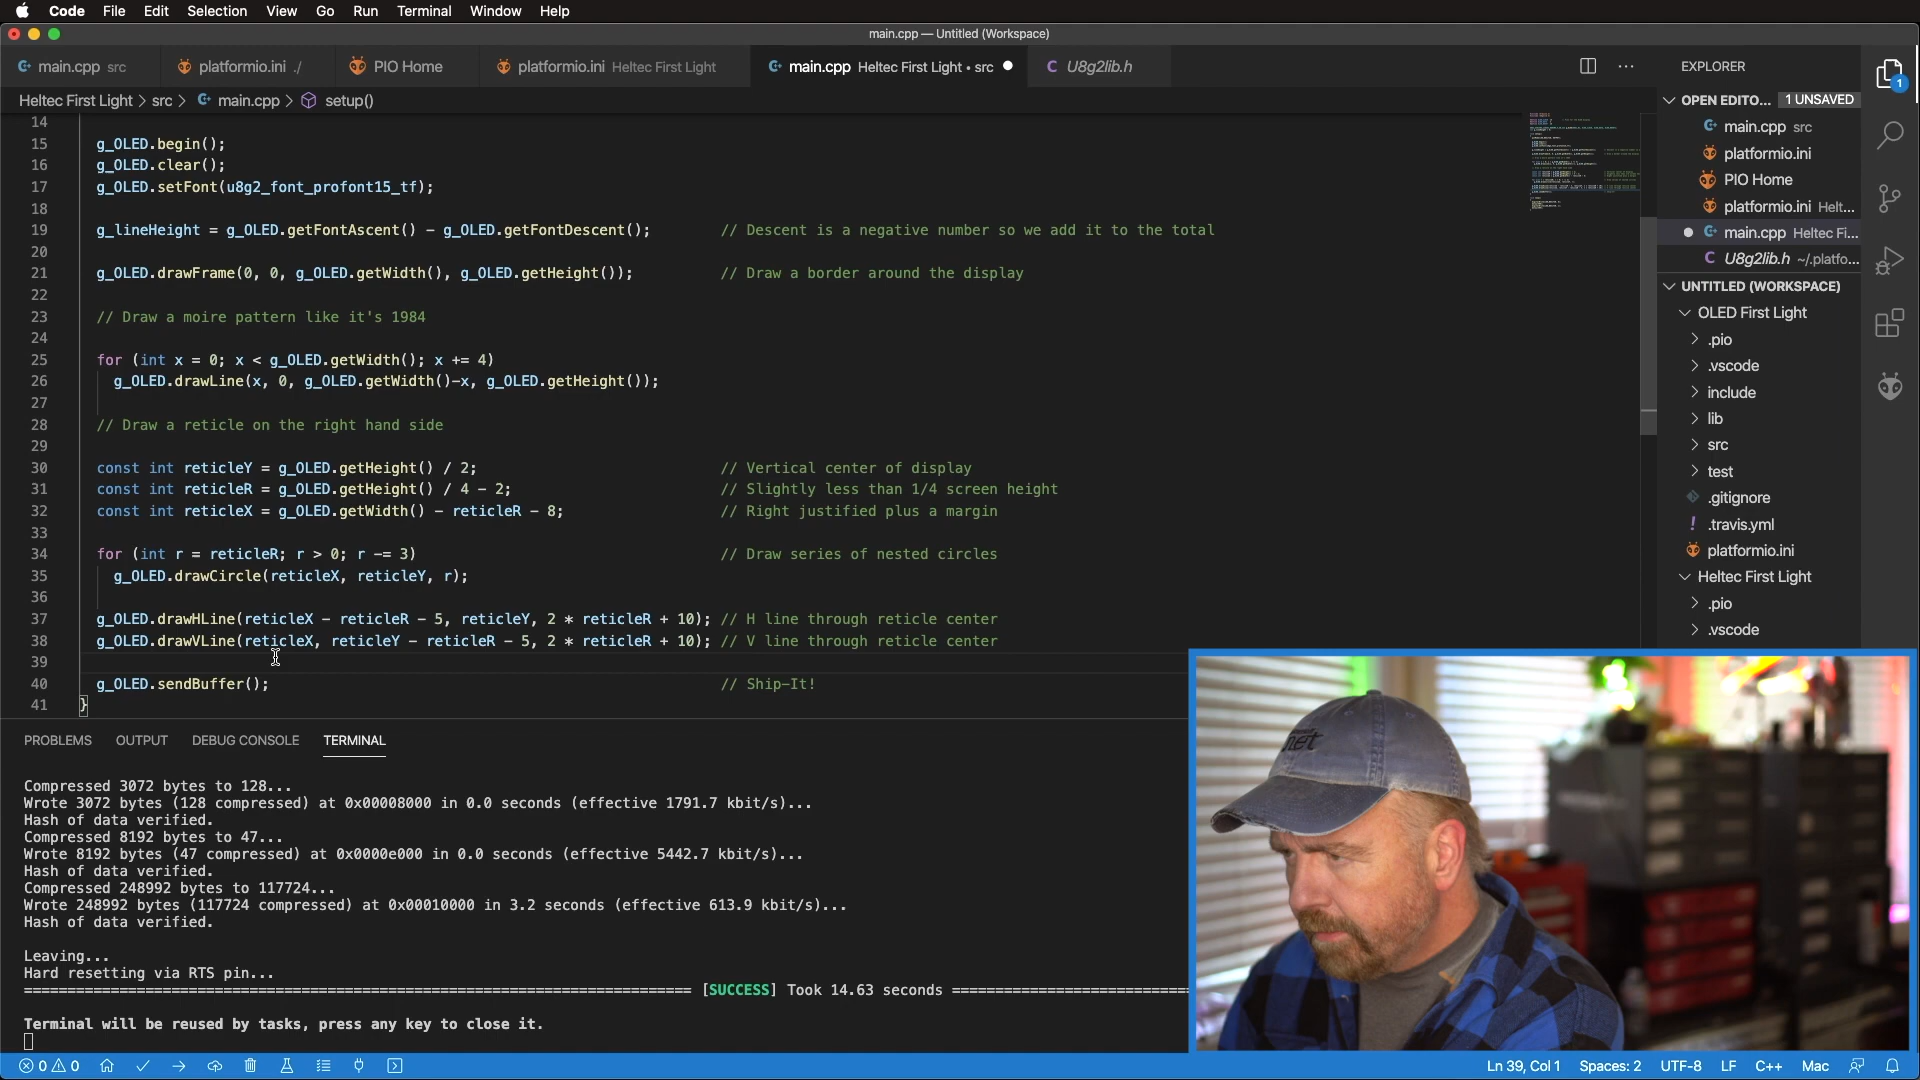 Code File Edit Selection View Go Run Terminal Window Help
main.cpp — Untitled (Workspace)
main.cpp src
platformio.ini ./
PIO Home
platformio.ini Heltec First Light
main.cpp Heltec First Light • src
C U8g2lib.h
Heltec First Light > src > main.cpp > setup()
14
15 g_OLED.begin();
16 g_OLED.clear();
17 g_OLED.setFont(u8g2_font_profont15_tf);
18
19 g_lineHeight = g_OLED.getFontAscent() - g_OLED.getFontDescent(); // Descent is a negative number so we add it to the total
20
21 g_OLED.drawFrame(0, 0, g_OLED.getWidth(), g_OLED.getHeight()); // Draw a border around the display
22
23 // Draw a moire pattern like it's 1984
24
25 for (int x = 0; x < g_OLED.getWidth(); x += 4)
26 g_OLED.drawLine(x, 0, g_OLED.getWidth()-x, g_OLED.getHeight());
27
28 // Draw a reticle on the right hand side
29
30 const int reticleY = g_OLED.getHeight() / 2; // Vertical center of display
31 const int reticleR = g_OLED.getHeight() / 4 - 2; // Slightly less than 1/4 screen height
32 const int reticleX = g_OLED.getWidth() - reticleR - 8; // Right justified plus a margin
33
34 for (int r = reticleR; r > 0; r -= 3) // Draw series of nested circles
35 g_OLED.drawCircle(reticleX, reticleY, r);
36
37 g_OLED.drawHLine(reticleX - reticleR - 5, reticleY, 2 * reticleR + 10); // H line through reticle center
38 g_OLED.drawVLine(reticleX, reticleY - reticleR - 5, 2 * reticleR + 10); // V line through reticle center
39
40 g_OLED.sendBuffer(); // Ship-It!
41 }
PROBLEMS OUTPUT DEBUG CONSOLE TERMINAL
Compressed 3072 bytes to 128...
Wrote 3072 bytes (128 compressed) at 0x00008000 in 0.0 seconds (effective 1791.7 kbit/s)...
Hash of data verified.
Compressed 8192 bytes to 47...
Wrote 8192 bytes (47 compressed) at 0x0000e000 in 0.0 seconds (effective 5442.7 kbit/s)...
Hash of data verified.
Compressed 248992 bytes to 117724...
Wrote 248992 bytes (117724 compressed) at 0x00010000 in 3.2 seconds (effective 613.9 kbit/s)...
Hash of data verified.
Leaving...
Hard resetting via RTS pin...
[SUCCESS] Took 14.63 seconds
Terminal will be reused by tasks, press any key to close it.
EXPLORER
OPEN EDITO... 1 UNSAVED
main.cpp src
platformio.ini
PIO Home
platformio.ini Helt...
main.cpp Heltec Fi...
C U8g2lib.h ~/.platfo...
UNTITLED (WORKSPACE)
OLED First Light
.pio
.vscode
include
lib
src
test
.gitignore
! .travis.yml
platformio.ini
Heltec First Light
.pio
.vscode
1
.net
0 0
Ln 39, Col 1 Spaces: 2 UTF-8 LF C++ Mac